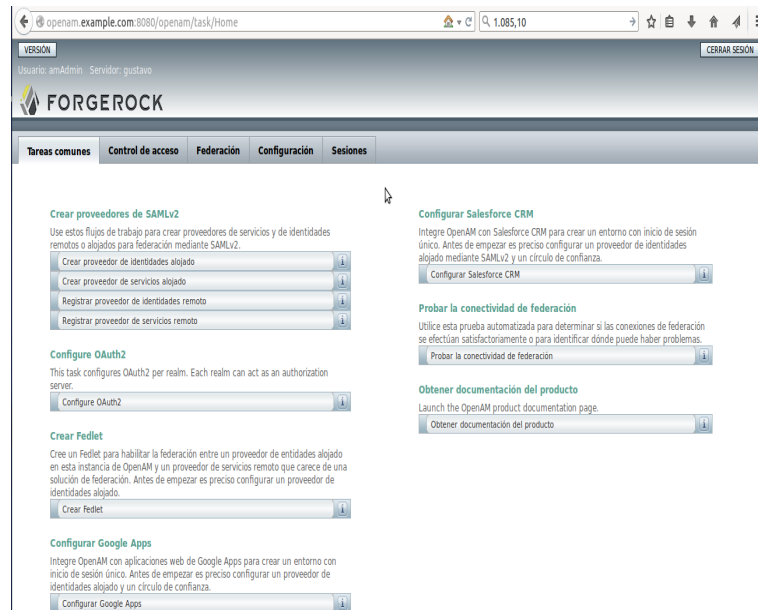 openam.example.com:8080/openam/task/Home
1.085,10
VERSIÓN
CERRAR SESIÓN
Usuario: amAdmin Servidor: gustavo
FORGEROCK
Tareas comunes
Control de acceso
Federación
Configuración
Sesiones
Crear proveedores de SAMLv2
Use estos flujos de trabajo para crear proveedores de servicios y de identidades
remotos o alojados para federación mediante SAMLv2.
Crear proveedor de identidades alojado
Crear proveedor de servicios alojado
Registrar proveedor de identidades remoto
Registrar proveedor de servicios remoto
Configure OAuth2
This task configures OAuth2 per realm. Each realm can act as an authorization
server.
Configure OAuth2
Crear Fedlet
Cree un Fedlet para habilitar la federación entre un proveedor de entidades alojado
en esta instancia de OpenAM y un proveedor de servicios remoto que carece de una
solución de federación. Antes de empezar es preciso configurar un proveedor de
identidades alojado.
Crear Fedlet
Configurar Google Apps
Integre OpenAM con aplicaciones web de Google Apps para crear un entorno con
inicio de sesión único. Antes de empezar es preciso configurar un proveedor de
identidades alojado y un círculo de confianza.
Configurar Google Apps
Configurar Salesforce CRM
Integre OpenAM con Salesforce CRM para crear un entorno con inicio de sesión
único. Antes de empezar es preciso configurar un proveedor de identidades
alojado mediante SAMLv2 y un círculo de confianza.
Configurar Salesforce CRM
Probar la conectividad de federación
Utilice esta prueba automatizada para determinar si las conexiones de federación
se efectúan satisfactoriamente o para identificar dónde puede haber problemas.
Probar la conectividad de federación
Obtener documentación del producto
Launch the OpenAM product documentation page.
Obtener documentación del producto